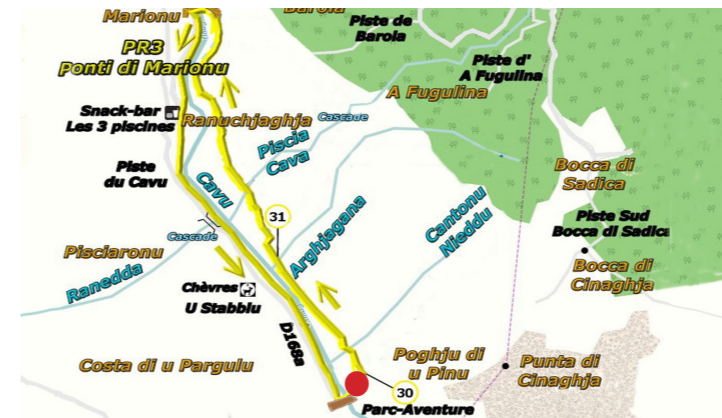 Marionu
Barola
Piste de
Barola
PR3
ponti di Marionu
Piste d'
A Fugulina
A Fugulina
Snack-bar
Les 3 piscines
Ranuchjaghja
Cascade
Piscia
Cava
Piste
du Cavu
Cavu
Bocca di
Sadica
31
Cantonu
Nieddu
Piste Sud
Bocca di Sadica
Cascade
Arghjagana
Pisciaronu
Ranedda
Bocca di
Cinaghja
Chèvres
U Stabbiu
D168a
Costa di u Pargulu
Poghju di
u Pinu
Punta di
Cinaghja
30
Parc-Aventure